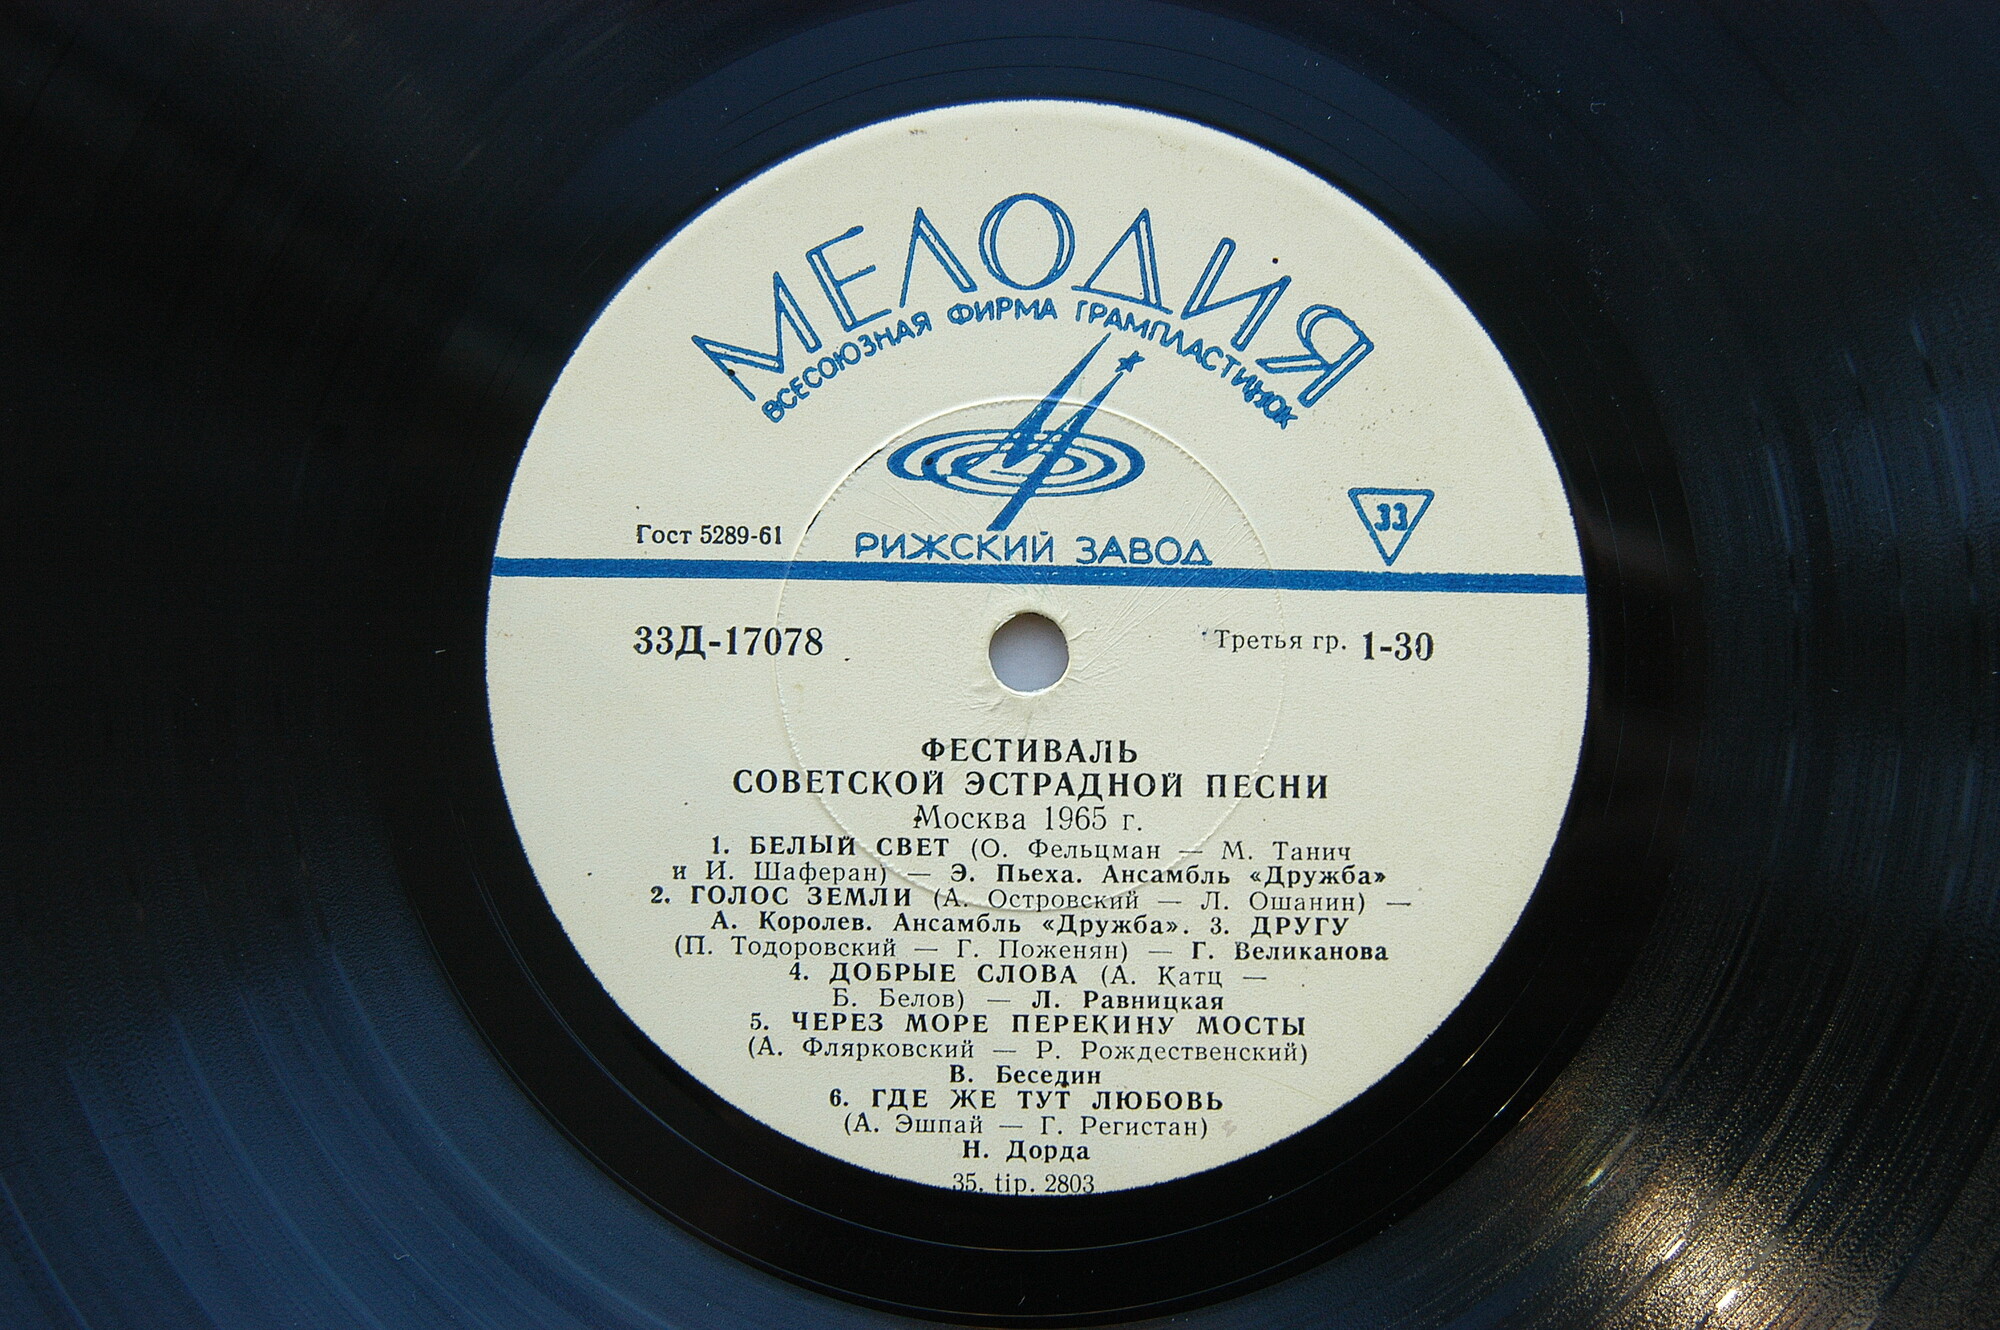 МЕЛОДИЯ
ВСЕСОЮЗНАЯ ФИРМА ГРАМПЛАСТИНОК
33
Гост 5289-61
РИЖСКИЙ ЗАВОД
33Д-17078
Третья гр. 1-30
ФЕСТИВАЛЬ
СОВЕТСКОЙ ЭСТРАДНОЙ ПЕСНИ
Москва 1965 г.
1. БЕЛЫЙ СВЕТ (О. Фельцман — М. Танич
и И. Шаферан) — Э. Пьеха. Ансамбль «Дружба»
2. ГОЛОС ЗЕМЛИ (А. Островский — Л. Ошанин) —
А. Королев. Ансамбль «Дружба». 3. ДРУГУ
(П. Тодоровский — Г. Поженян) — Г. Великанова
4. ДОБРЫЕ СЛОВА (А. Катц —
Б. Белов) — Л. Равницкая
5. ЧЕРЕЗ МОРЕ ПЕРЕКИНУ МОСТЫ
(А. Флярковский — Р. Рождественский)
В. Беседин
6. ГДЕ ЖЕ ТУТ ЛЮБОВЬ
(А. Эшпай — Г. Регистан)
Н. Дорда
35. tip. 2803